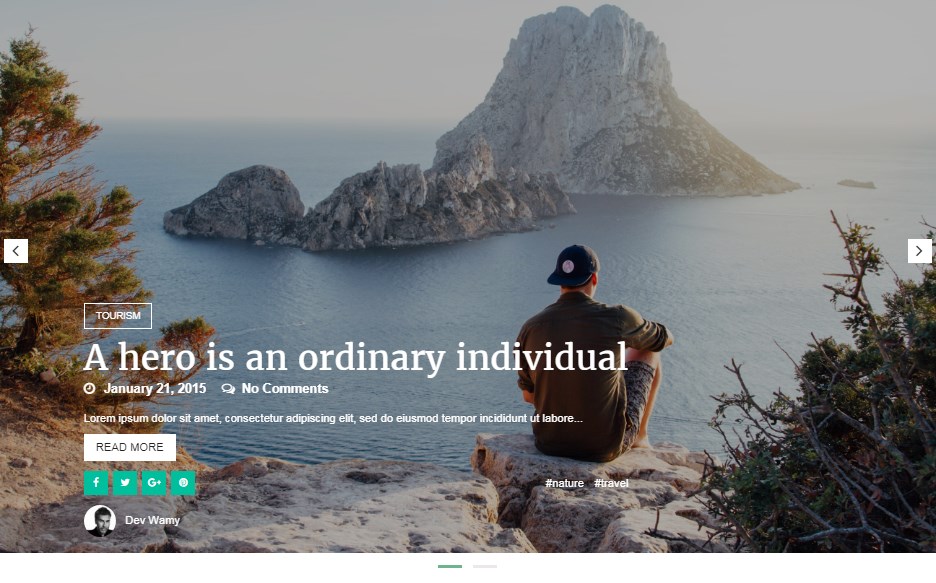 TOURISM
A hero is an ordinary individual
January 21, 2015 No Comments
Lorem ipsum dolor sit amet, consectetur adipiscing elit, sed do eiusmod tempor incididunt ut labore...
READ MORE
#nature #travel
Dev Wamy